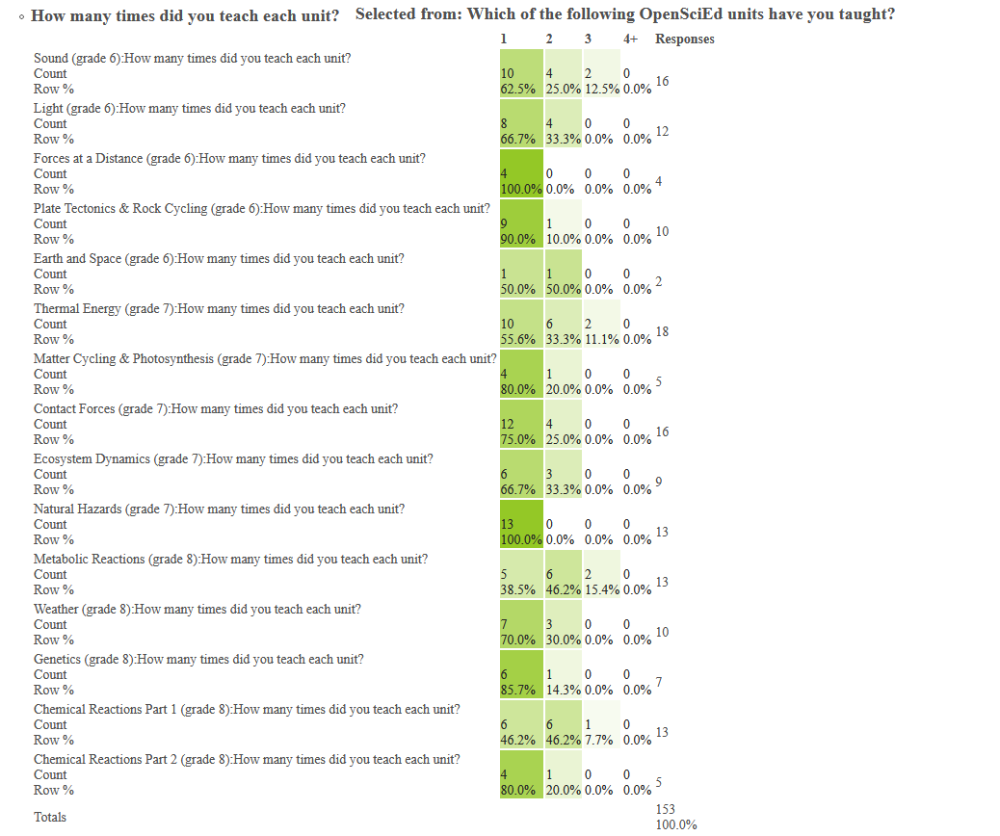 ◦ How many times did you teach each unit? Selected from: Which of the following OpenSciEd units have you taught?
1 2 3 4+ Responses
Sound (grade 6):How many times did you teach each unit?
Count 10 4 2 0 16
Row % 62.5% 25.0% 12.5% 0.0%
Light (grade 6):How many times did you teach each unit?
Count 8 4 0 0 12
Row % 66.7% 33.3% 0.0% 0.0%
Forces at a Distance (grade 6):How many times did you teach each unit?
Count 4 0 0 0 4
Row % 100.0% 0.0% 0.0% 0.0%
Plate Tectonics & Rock Cycling (grade 6):How many times did you teach each unit?
Count 9 1 0 0 10
Row % 90.0% 10.0% 0.0% 0.0%
Earth and Space (grade 6):How many times did you teach each unit?
Count 1 1 0 0 2
Row % 50.0% 50.0% 0.0% 0.0%
Thermal Energy (grade 7):How many times did you teach each unit?
Count 10 6 2 0 18
Row % 55.6% 33.3% 11.1% 0.0%
Matter Cycling & Photosynthesis (grade 7):How many times did you teach each unit?
Count 4 1 0 0 5
Row % 80.0% 20.0% 0.0% 0.0%
Contact Forces (grade 7):How many times did you teach each unit?
Count 12 4 0 0 16
Row % 75.0% 25.0% 0.0% 0.0%
Ecosystem Dynamics (grade 7):How many times did you teach each unit?
Count 6 3 0 0 9
Row % 66.7% 33.3% 0.0% 0.0%
Natural Hazards (grade 7):How many times did you teach each unit?
Count 13 0 0 0 13
Row % 100.0% 0.0% 0.0% 0.0%
Metabolic Reactions (grade 8):How many times did you teach each unit?
Count 5 6 2 0 13
Row % 38.5% 46.2% 15.4% 0.0%
Weather (grade 8):How many times did you teach each unit?
Count 7 3 0 0 10
Row % 70.0% 30.0% 0.0% 0.0%
Genetics (grade 8):How many times did you teach each unit?
Count 6 1 0 0 7
Row % 85.7% 14.3% 0.0% 0.0%
Chemical Reactions Part 1 (grade 8):How many times did you teach each unit?
Count 6 6 1 0 13
Row % 46.2% 46.2% 7.7% 0.0%
Chemical Reactions Part 2 (grade 8):How many times did you teach each unit?
Count 4 1 0 0 5
Row % 80.0% 20.0% 0.0% 0.0%
Totals 153
100.0%